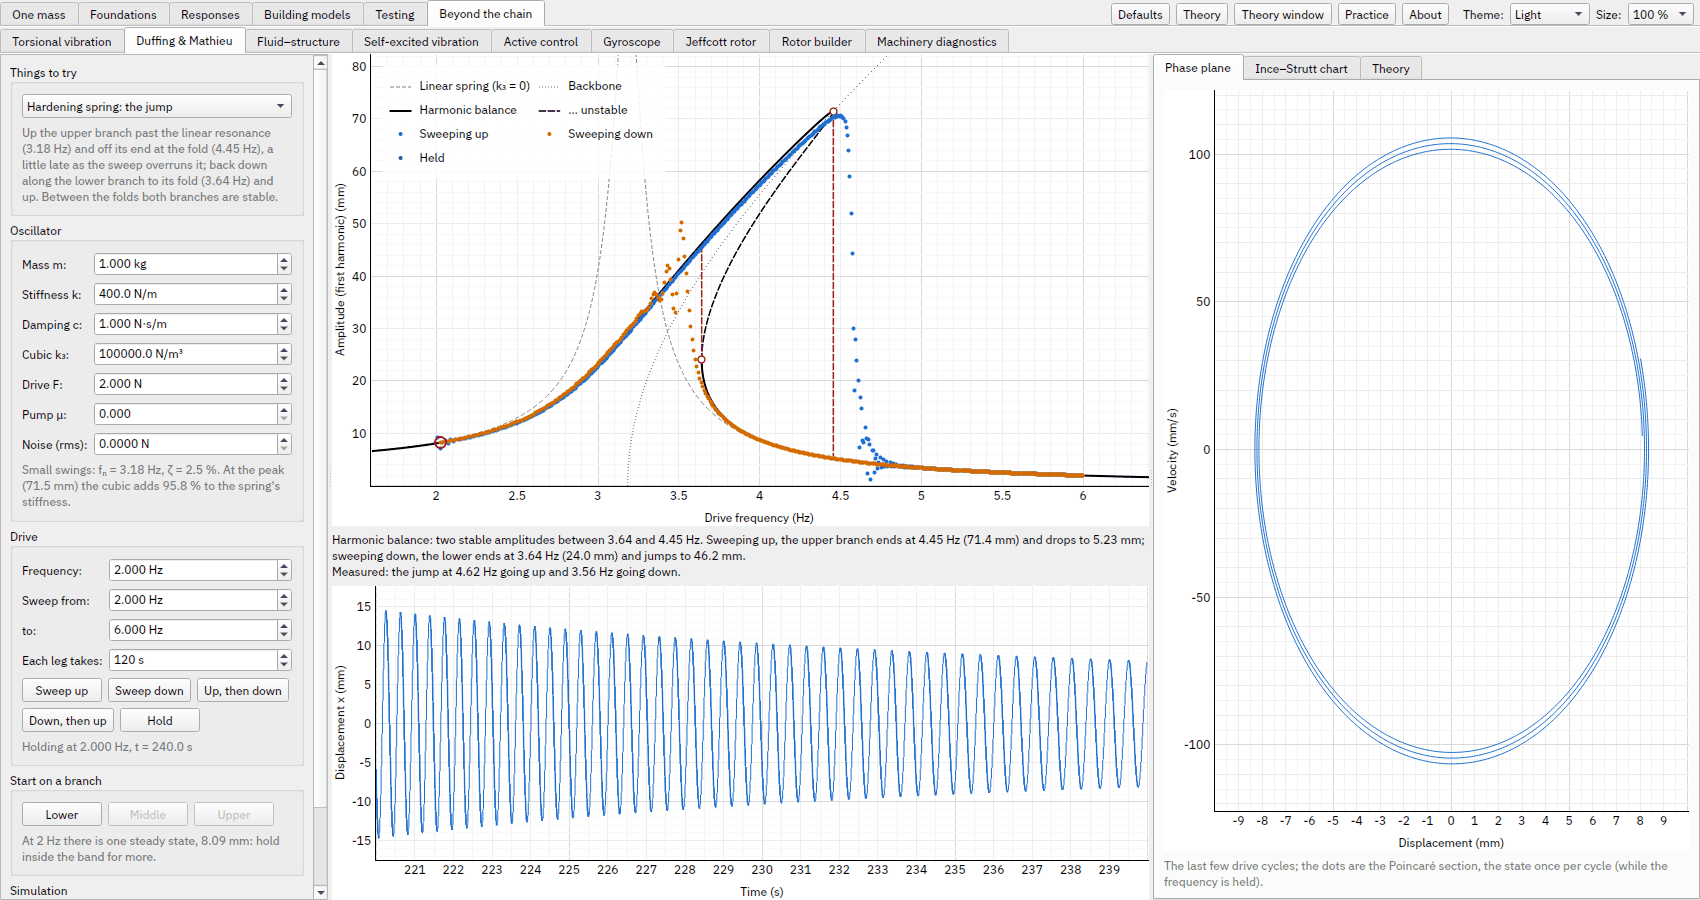 One mass Foundations Responses Building models Testing Beyond the chain Defaults Theory Theory window Practice About Theme: Light Size: 100 %
Torsional vibration Duffing & Mathieu Fluid–structure Self-excited vibration Active control Gyroscope Jeffcott rotor Rotor builder Machinery diagnostics
Things to try
Hardening spring: the jump
Up the upper branch past the linear resonance
(3.18 Hz) and off its end at the fold (4.45 Hz), a
little late as the sweep overruns it; back down
along the lower branch to its fold (3.64 Hz) and
up. Between the folds both branches are stable.
Oscillator
Mass m: 1.000 kg
Stiffness k: 400.0 N/m
Damping c: 1.000 N·s/m
Cubic k₃: 100000.0 N/m³
Drive F: 2.000 N
Pump μ: 0.000
Noise (rms): 0.0000 N
Small swings: fₙ = 3.18 Hz, ζ = 2.5 %. At the peak
(71.5 mm) the cubic adds 95.8 % to the spring's
stiffness.
Drive
Frequency: 2.000 Hz
Sweep from: 2.000 Hz
to: 6.000 Hz
Each leg takes: 120 s
Sweep up Sweep down Up, then down
Down, then up Hold
Holding at 2.000 Hz, t = 240.0 s
Start on a branch
Lower Middle Upper
At 2 Hz there is one steady state, 8.09 mm: hold
inside the band for more.
Simulation
Amplitude (first harmonic) (mm)
80
70
60
50
40
30
20
10
Linear spring (k₃ = 0) Backbone
Harmonic balance ... unstable
Sweeping up Sweeping down
Held
2 2.5 3 3.5 4 4.5 5 5.5 6
Drive frequency (Hz)
Harmonic balance: two stable amplitudes between 3.64 and 4.45 Hz. Sweeping up, the upper branch ends at 4.45 Hz (71.4 mm) and drops to 5.23 mm;
sweeping down, the lower ends at 3.64 Hz (24.0 mm) and jumps to 46.2 mm.
Measured: the jump at 4.62 Hz going up and 3.56 Hz going down.
Displacement x (mm)
15
10
5
0
-5
-10
-15
221 222 223 224 225 226 227 228 229 230 231 232 233 234 235 236 237 238 239
Time (s)
Phase plane Ince–Strutt chart Theory
Velocity (mm/s)
100
50
0
-50
-100
-9 -8 -7 -6 -5 -4 -3 -2 -1 0 1 2 3 4 5 6 7 8 9
Displacement (mm)
The last few drive cycles; the dots are the Poincaré section, the state once per cycle (while the
frequency is held).